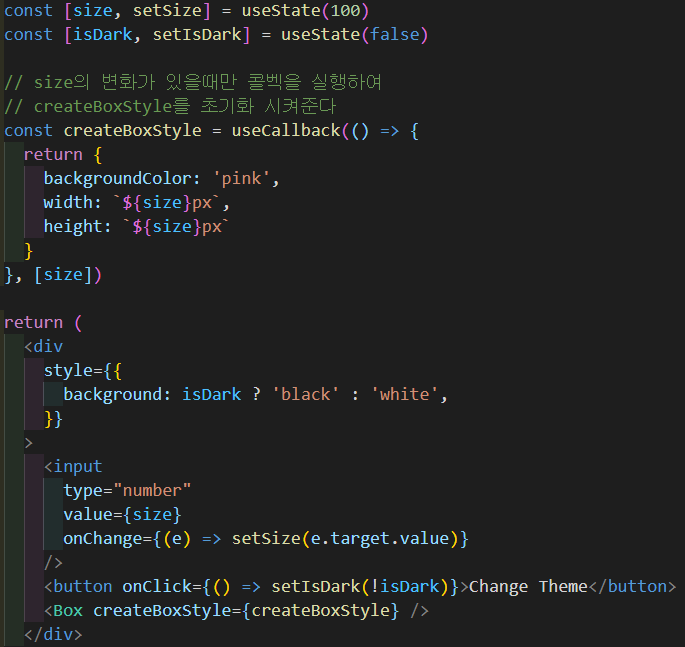 const [size, setSize] = useState(100)
const [isDark, setIsDark] = useState(false)
// size의 변화가 있을때만 콜벡을 실행하여
// createBoxStyle를 초기화 시켜준다
const createBoxStyle = useCallback(() => {
return {
backgroundColor: 'pink',
width: `${size}px`,
height: `${size}px`
}
}, [size])
return (
<div
style={{
background: isDark ? 'black' : 'white',
}}
>
<input
type="number"
value={size}
onChange={(e) => setSize(e.target.value)}
/>
<button onClick={() => setIsDark(!isDark)}>Change Theme</button>
<Box createBoxStyle={createBoxStyle} />
</div>